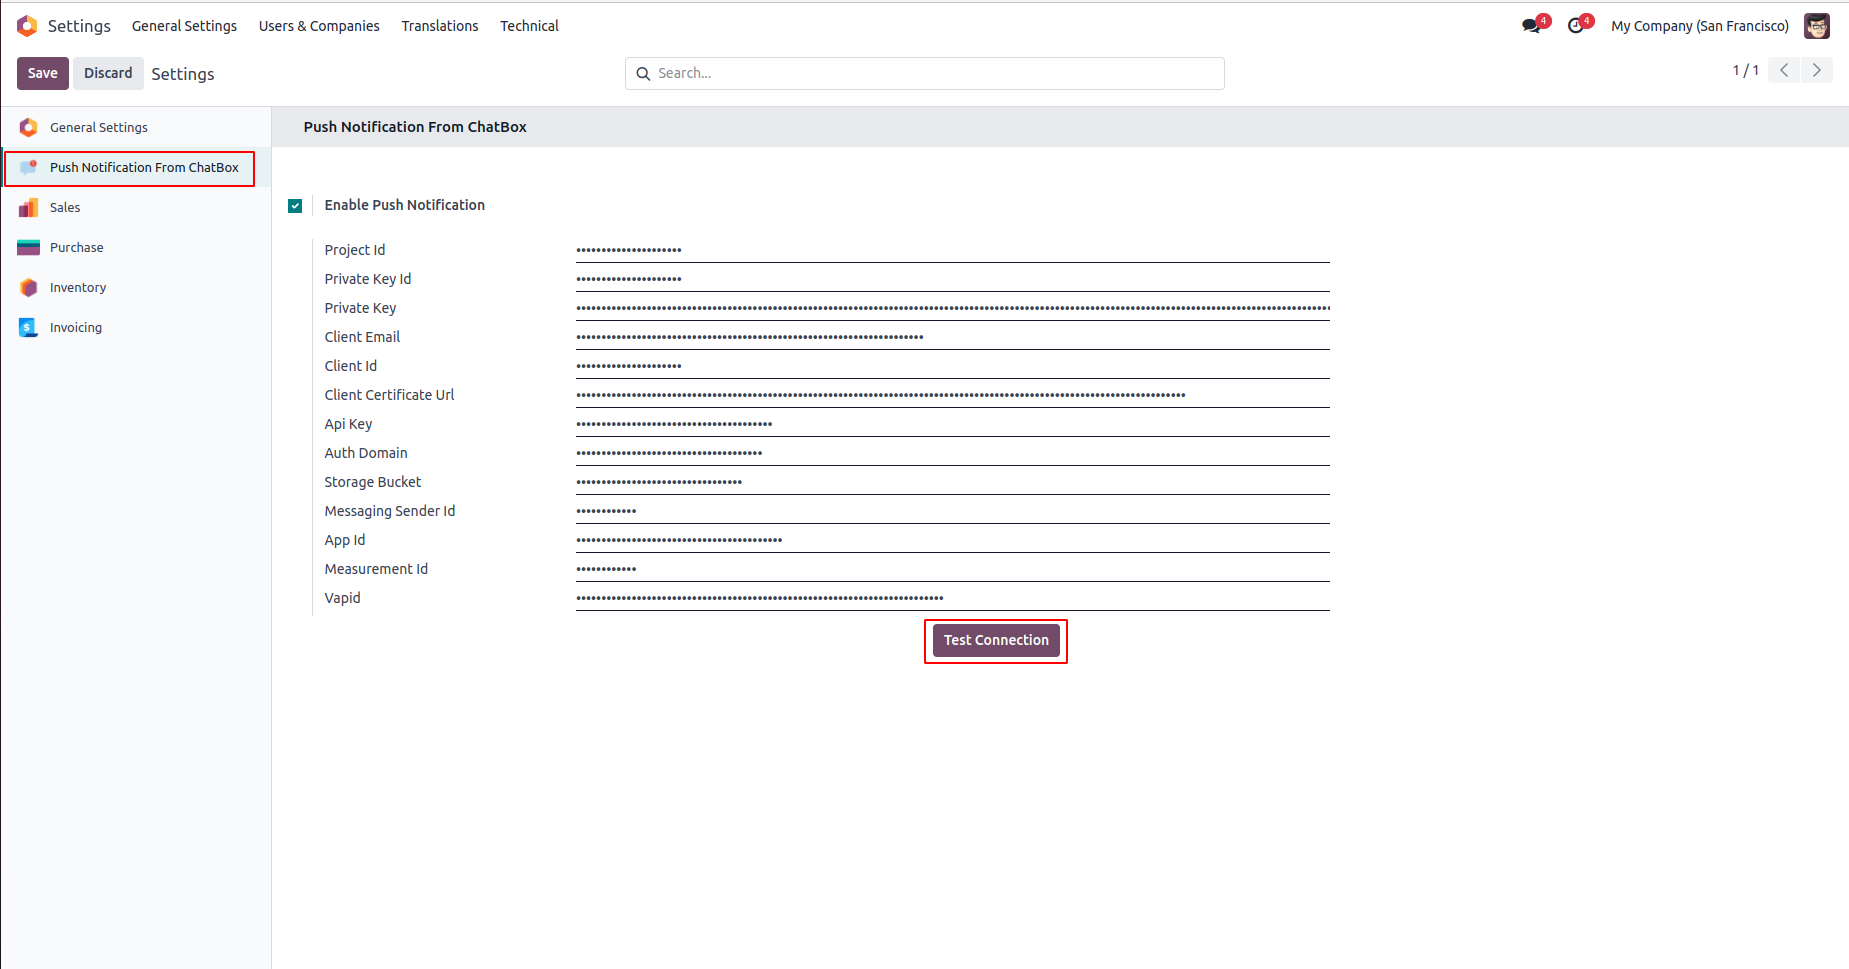 Settings General Settings Users & Companies Translations Technical 4 4 My Company (San Francisco)
Save Discard Settings Search... 1 / 1
General Settings
Push Notification From ChatBox
Sales
Purchase
Inventory
$ Invoicing
Push Notification From ChatBox
Enable Push Notification
Project Id
Private Key Id
Private Key
Client Email
Client Id
Client Certificate Url
Api Key
Auth Domain
Storage Bucket
Messaging Sender Id
App Id
Measurement Id
Vapid
Test Connection